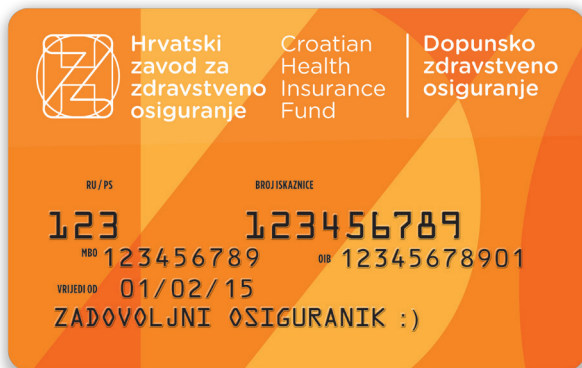 Hrvatski
zavod za
zdravstveno
osiguranje
Croatian
Health
Insurance
Fund
Dopunsko
zdravstveno
osiguranje
RU / PS BROJ ISKAZNICE
123 123456789
MBO 123456789 OIB 12345678901
VRIJEDI OD 01/02/15
ZADOVOLJNI OSIGURANIK :)